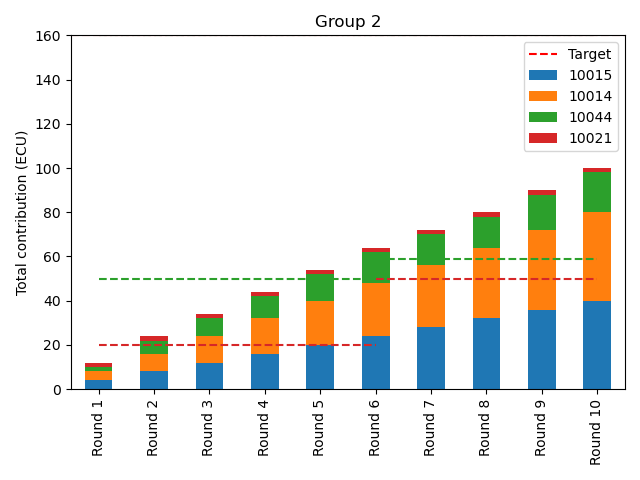 Group 2
Total contribution (ECU)
160
140
120
100
80
60
40
20
0
Target
10015
10014
10044
10021
Round 1
Round 2
Round 3
Round 4
Round 5
Round 6
Round 7
Round 8
Round 9
Round 10